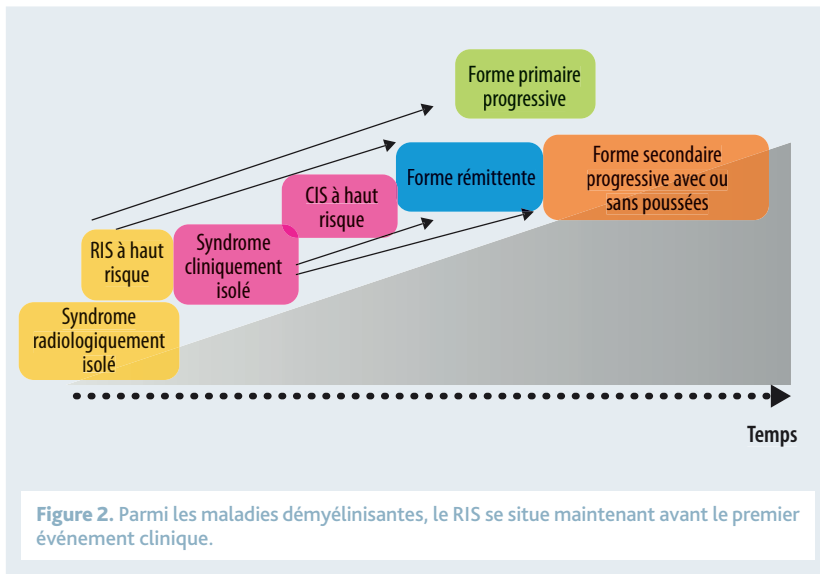 Forme primaire
progressive
Forme secondaire
progressive avec ou
sans poussées
Forme rémittente
CIS à haut
risque
Syndrome
cliniquement
isolé
RIS à haut
risque
Syndrome
radiologiquement
isolé
Temps
Figure 2. Parmi les maladies démyélinisantes, le RIS se situe maintenant avant le premier
événement clinique.